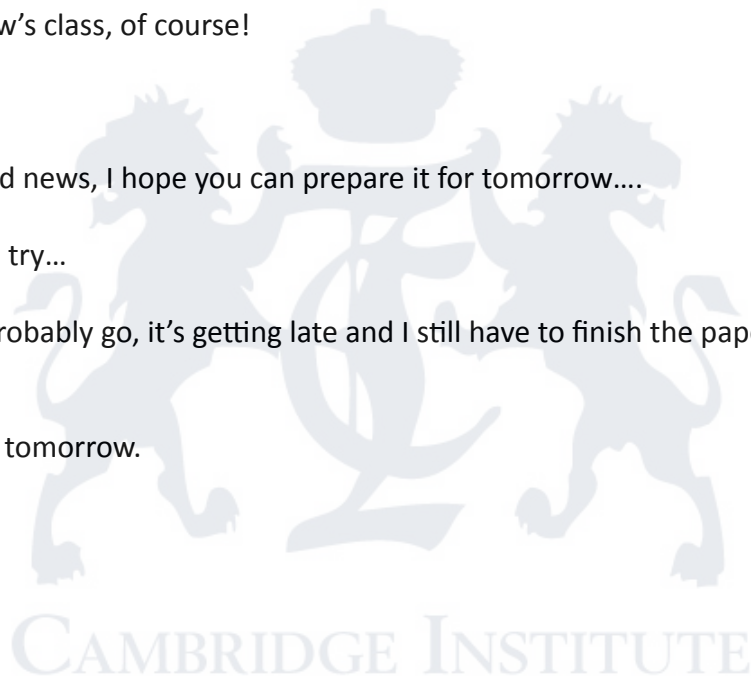 w’s class, of course!
d news, I hope you can prepare it for tomorrow….
try…
robably go, it’s getting late and I still have to finish the pap
tomorrow.
CAMBRIDGE INSTITUTE